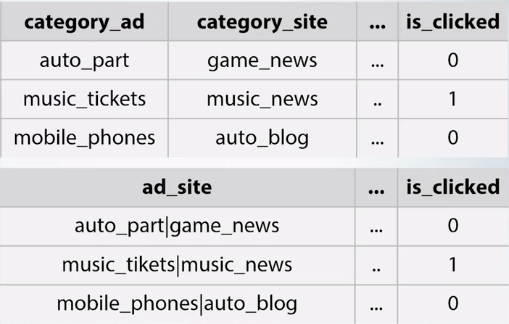 category_ad category_site ... is_clicked
auto_part game_news ... 0
music_tickets music_news .. 1
mobile_phones auto_blog ... 0
ad_site ... is_clicked
auto_part|game_news ... 0
music_tikets|music_news .. 1
mobile_phones|auto_blog ... 0